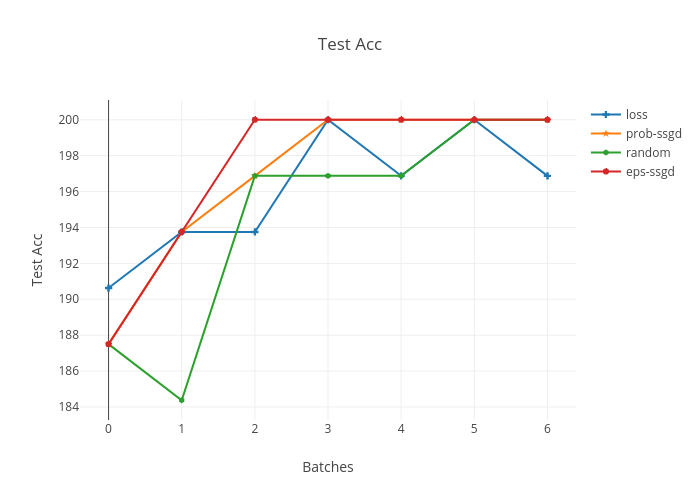 Test Acc
200
198
196
194
192
190
188
186
184
Test Acc
0 1 2 3 4 5 6
Batches
loss
prob-ssgd
random
eps-ssgd